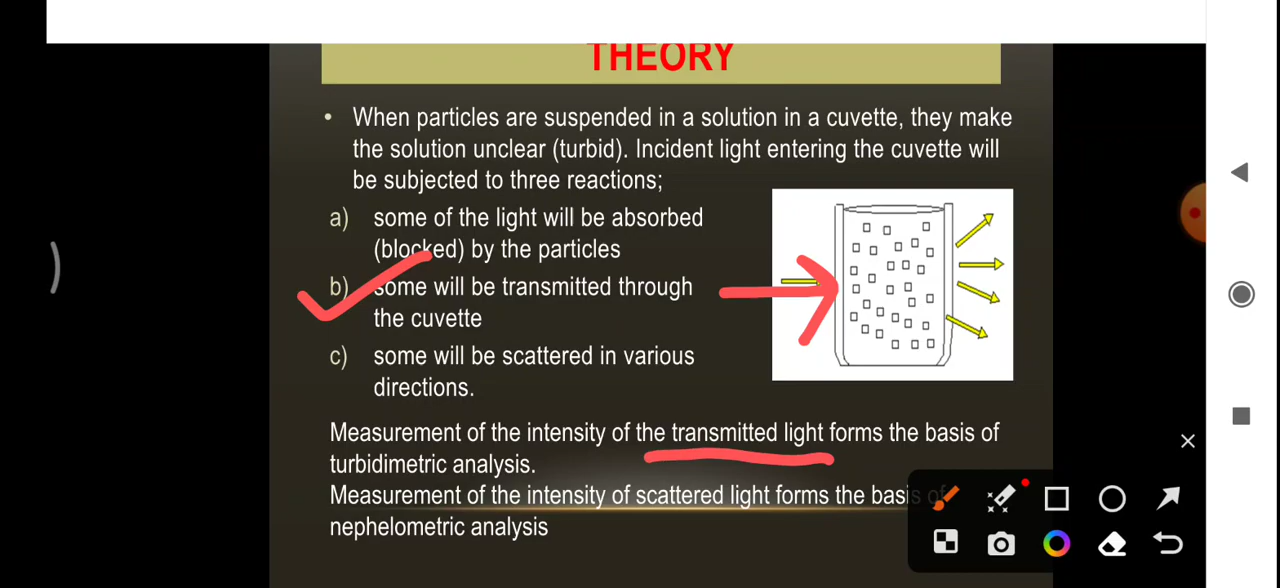 THEORY
• When particles are suspended in a solution in a cuvette, they make
the solution unclear (turbid). Incident light entering the cuvette will
be subjected to three reactions;
a) some of the light will be absorbed
(blocked) by the particles
b) some will be transmitted through
the cuvette
c) some will be scattered in various
directions.
Measurement of the intensity of the transmitted light forms the basis of
turbidimetric analysis.
Measurement of the intensity of scattered light forms the basis of
nephelometric analysis